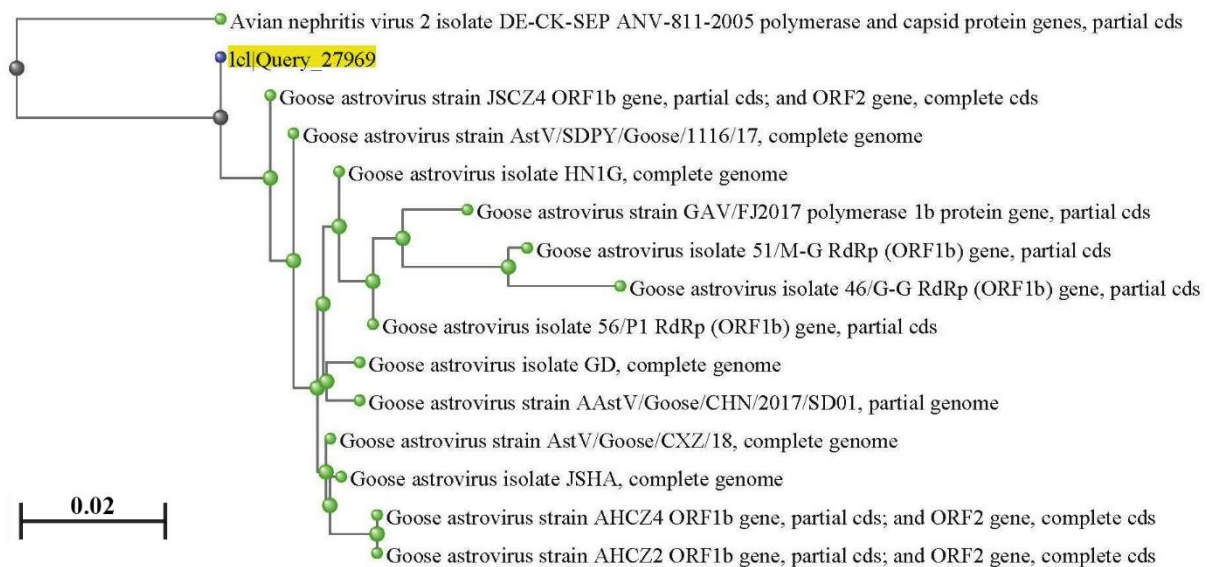 Avian nephritis virus 2 isolate DE-CK-SEP ANV-811-2005 polymerase and capsid protein genes, partial cds
lcl|Query_27969
Goose astrovirus strain JSCZ4 ORF1b gene, partial cds; and ORF2 gene, complete cds
Goose astrovirus strain AstV/SDPY/Goose/1116/17, complete genome
Goose astrovirus isolate HN1G, complete genome
Goose astrovirus strain GAV/FJ2017 polymerase 1b protein gene, partial cds
Goose astrovirus isolate 51/M-G RdRp (ORF1b) gene, partial cds
Goose astrovirus isolate 46/G-G RdRp (ORF1b) gene, partial cds
Goose astrovirus isolate 56/P1 RdRp (ORF1b) gene, partial cds
Goose astrovirus isolate GD, complete genome
Goose astrovirus strain AAstV/Goose/CHN/2017/SD01, partial genome
Goose astrovirus strain AstV/Goose/CXZ/18, complete genome
Goose astrovirus isolate JSHA, complete genome
Goose astrovirus strain AHCZ4 ORF1b gene, partial cds; and ORF2 gene, complete cds
Goose astrovirus strain AHCZ2 ORF1b gene, partial cds; and ORF2 gene, complete cds
0.02